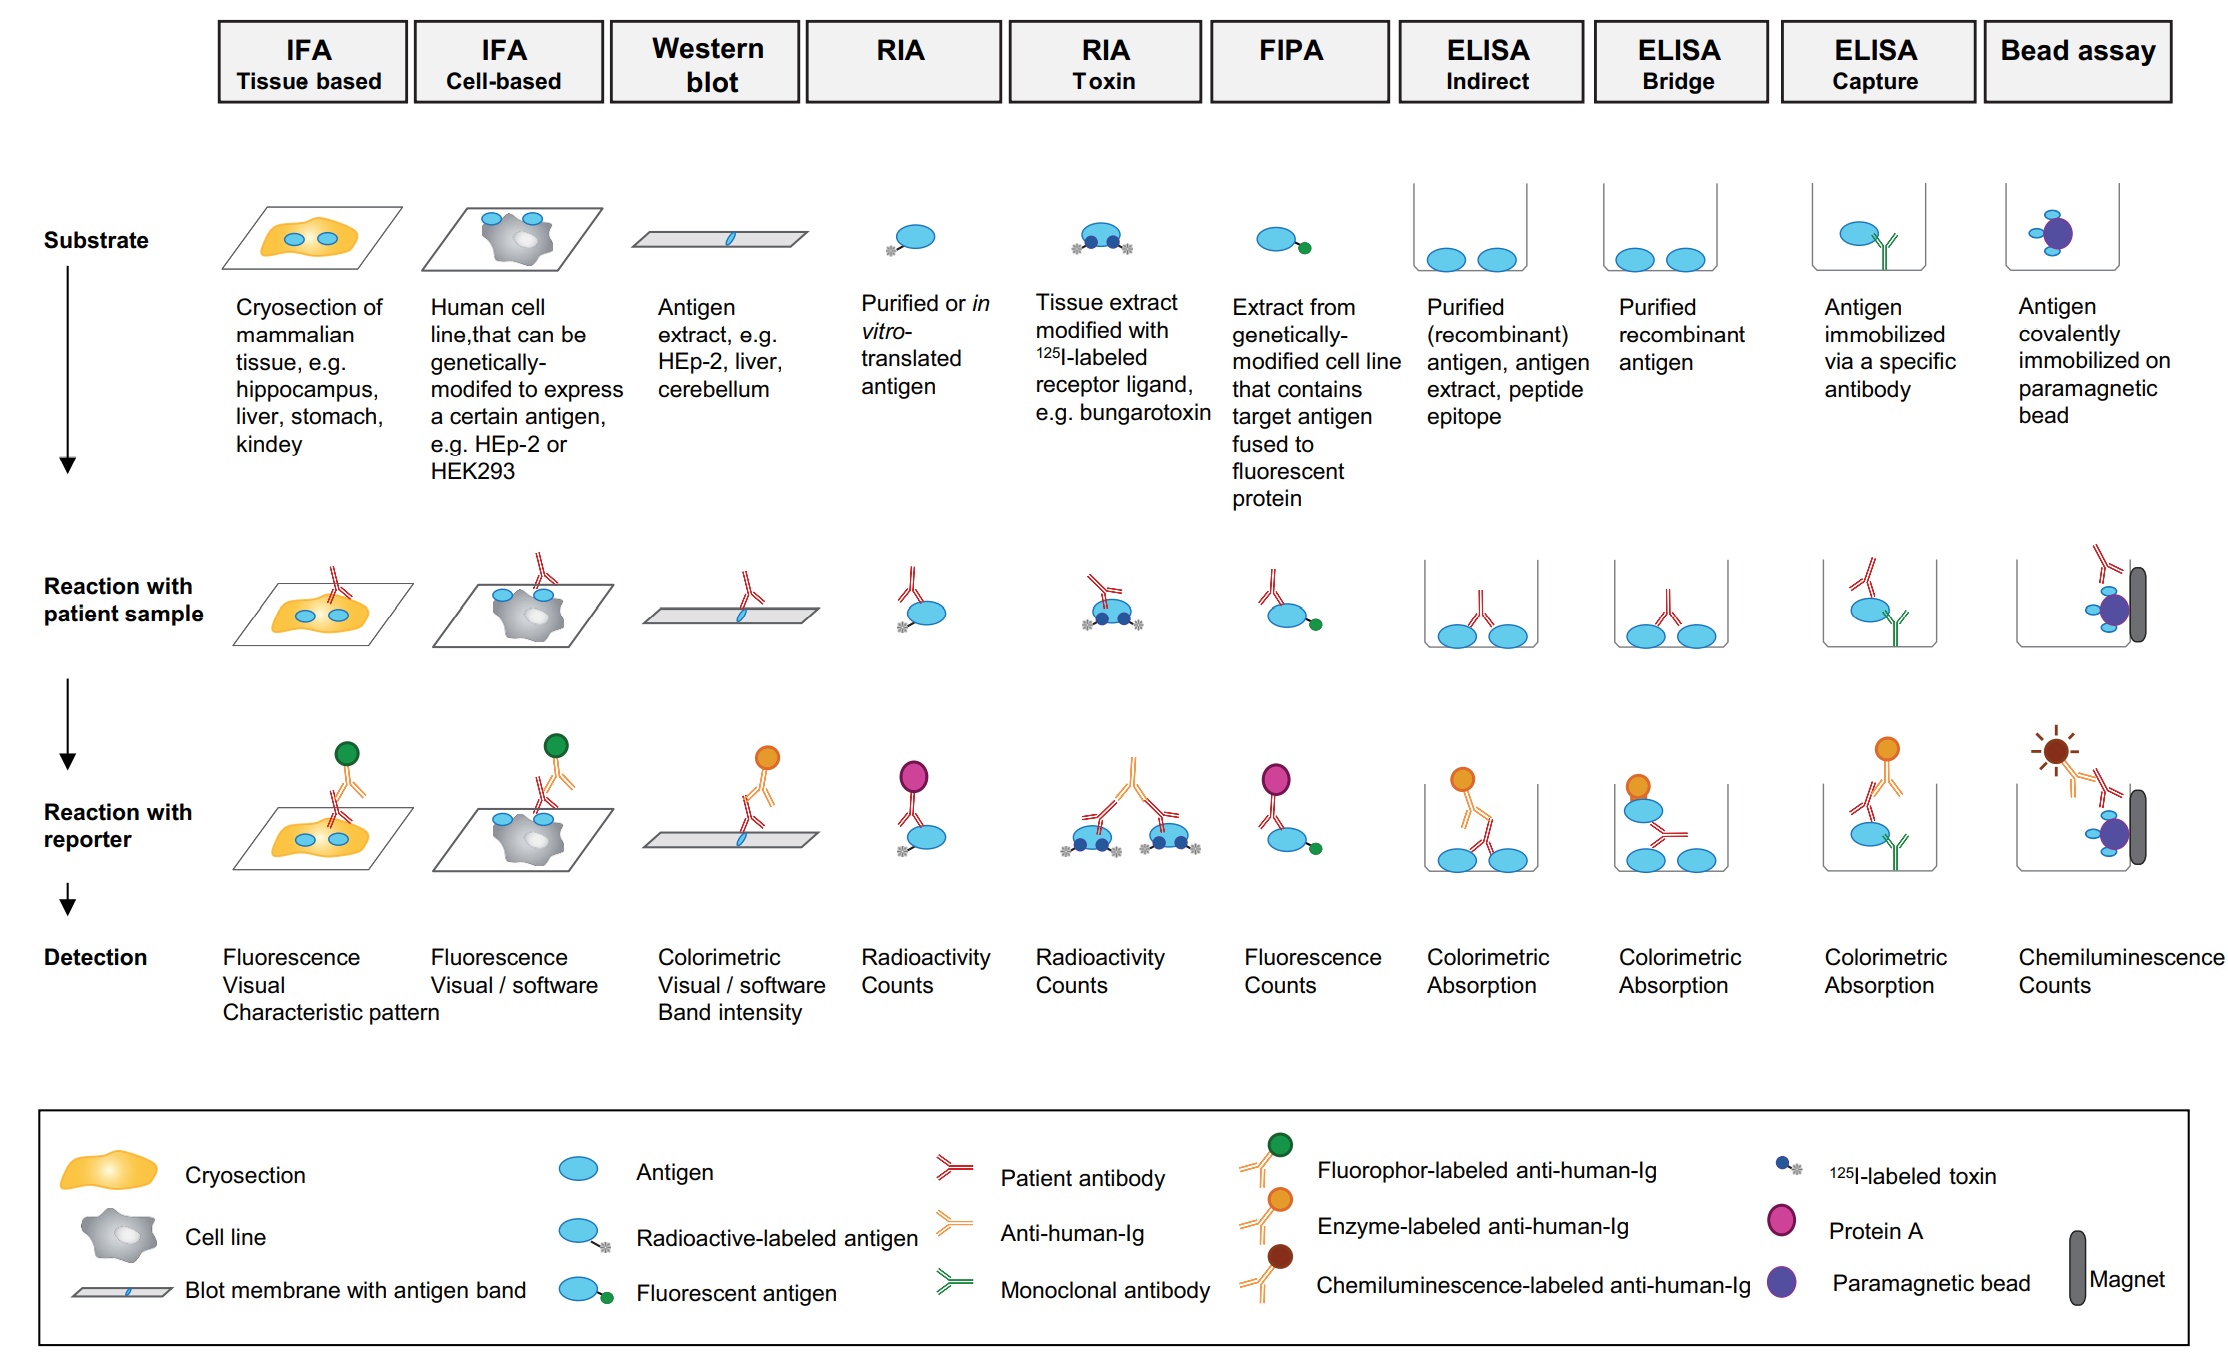 IFA
Tissue based
IFA
Cell-based
Western
blot
RIA
RIA
Toxin
FIPA
ELISA
Indirect
ELISA
Bridge
ELISA
Capture
Bead assay
Substrate
Cryosection of
mammalian
tissue, e.g.
hippocampus,
liver, stomach,
kindey
Human cell
line,that can be
genetically-
modifed to express
a certain antigen,
e.g. HEp-2 or
HEK293
Antigen
extract, e.g.
HEp-2, liver,
cerebellum
Purified or in
vitro-
translated
antigen
Tissue extract
modified with
¹²⁵I-labeled
receptor ligand,
e.g. bungarotoxin
Extract from
genetically-
modified cell line
that contains
target antigen
fused to
fluorescent
protein
Purified
(recombinant)
antigen, antigen
extract, peptide
epitope
Purified
recombinant
antigen
Antigen
immobilized
via a specific
antibody
Antigen
covalently
immobilized on
paramagnetic
bead
Reaction with
patient sample
Reaction with
reporter
Detection
Fluorescence
Visual
Characteristic pattern
Fluorescence
Visual / software
Colorimetric
Visual / software
Band intensity
Radioactivity
Counts
Radioactivity
Counts
Fluorescence
Counts
Colorimetric
Absorption
Colorimetric
Absorption
Colorimetric
Absorption
Chemiluminescence
Counts
Cryosection
Cell line
Blot membrane with antigen band
Antigen
Radioactive-labeled antigen
Fluorescent antigen
Patient antibody
Anti-human-Ig
Monoclonal antibody
Fluorophor-labeled anti-human-Ig
Enzyme-labeled anti-human-Ig
Chemiluminescence-labeled anti-human-Ig
¹²⁵I-labeled toxin
Protein A
Paramagnetic bead
Magnet